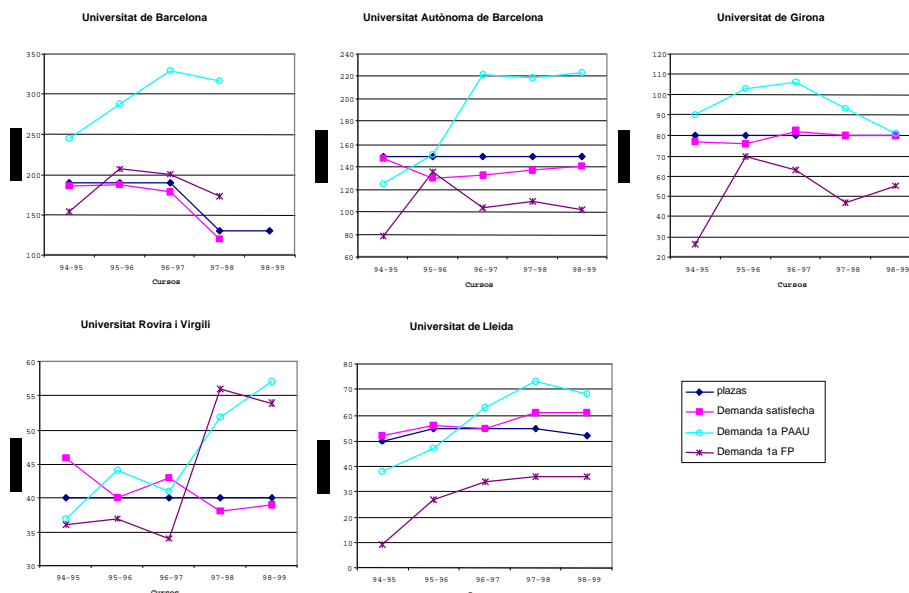 Universitat de Barcelona
350
300
250
200
150
100
94-95 95-96 96-97 97-98 98-99
Cursos
Universitat Autònoma de Barcelona
240
220
200
180
160
140
120
100
80
60
94-95 95-96 96-97 97-98 98-99
Cursos
Universitat de Girona
120
110
100
90
80
70
60
50
40
30
20
94-95 95-96 96-97 97-98 98-99
Cursos
Universitat Rovira i Virgili
60
55
50
45
40
35
30
94-95 95-96 96-97 97-98 98-99
Cursos
Universitat de Lleida
80
70
60
50
40
30
20
10
0
94-95 95-96 96-97 97-98 98-99
plazas
Demanda satisfecha
Demanda 1a PAAU
Demanda 1a FP